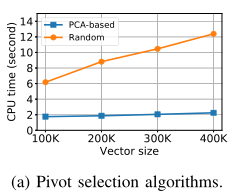 14
12
10
8
6
4
2
0
CPU time (second)
PCA-based
Random
100K 200K 300K 400K
Vector size
(a) Pivot selection algorithms.